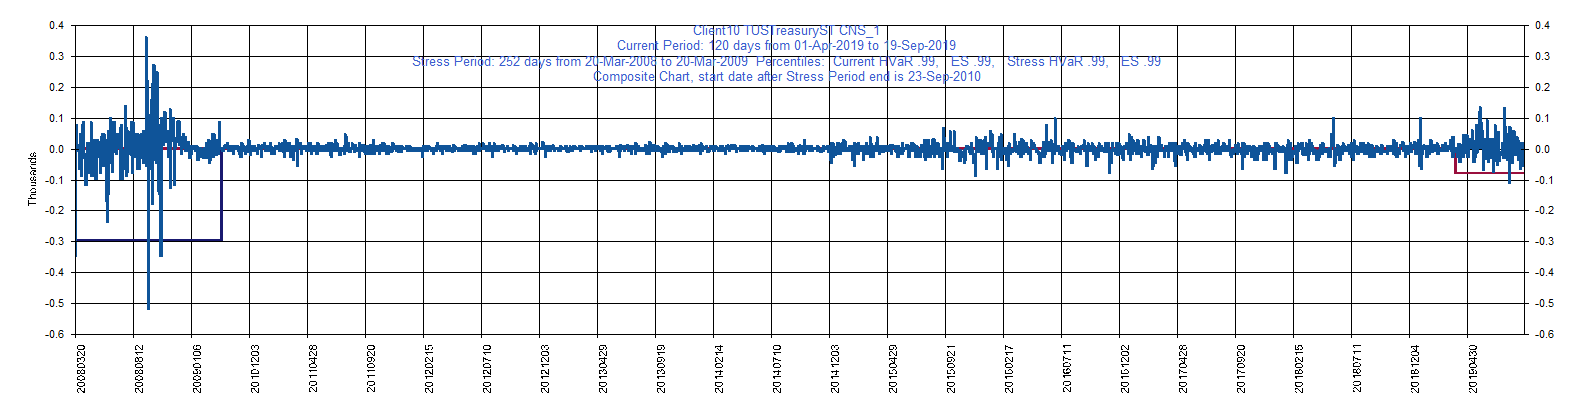 Client10 TUSTreasuryST CNS_1
Current Period: 120 days from 01-Apr-2019 to 19-Sep-2019
Stress Period: 252 days from 20-Mar-2008 to 20-Mar-2009 Percentiles: Current HVaR .99, ES .99, Stress HVaR .99, ES .99
Composite Chart, start date after Stress Period end is 23-Sep-2010
0.4 0.4
0.3 0.3
0.2 0.2
0.1 0.1
0.0 0.0
-0.1 -0.1
-0.2 -0.2
-0.3 -0.3
-0.4 -0.4
-0.5 -0.5
-0.6 -0.6
Thousands
20080320 20080812 20090106 20101203 20110428 20110920 20120215 20120710 20121203 20130429 20130919 20140214 20140710 20141203 20150429 20150921 20160217 20160711 20161202 20170428 20170920 20180215 20180711 20181204 20190430